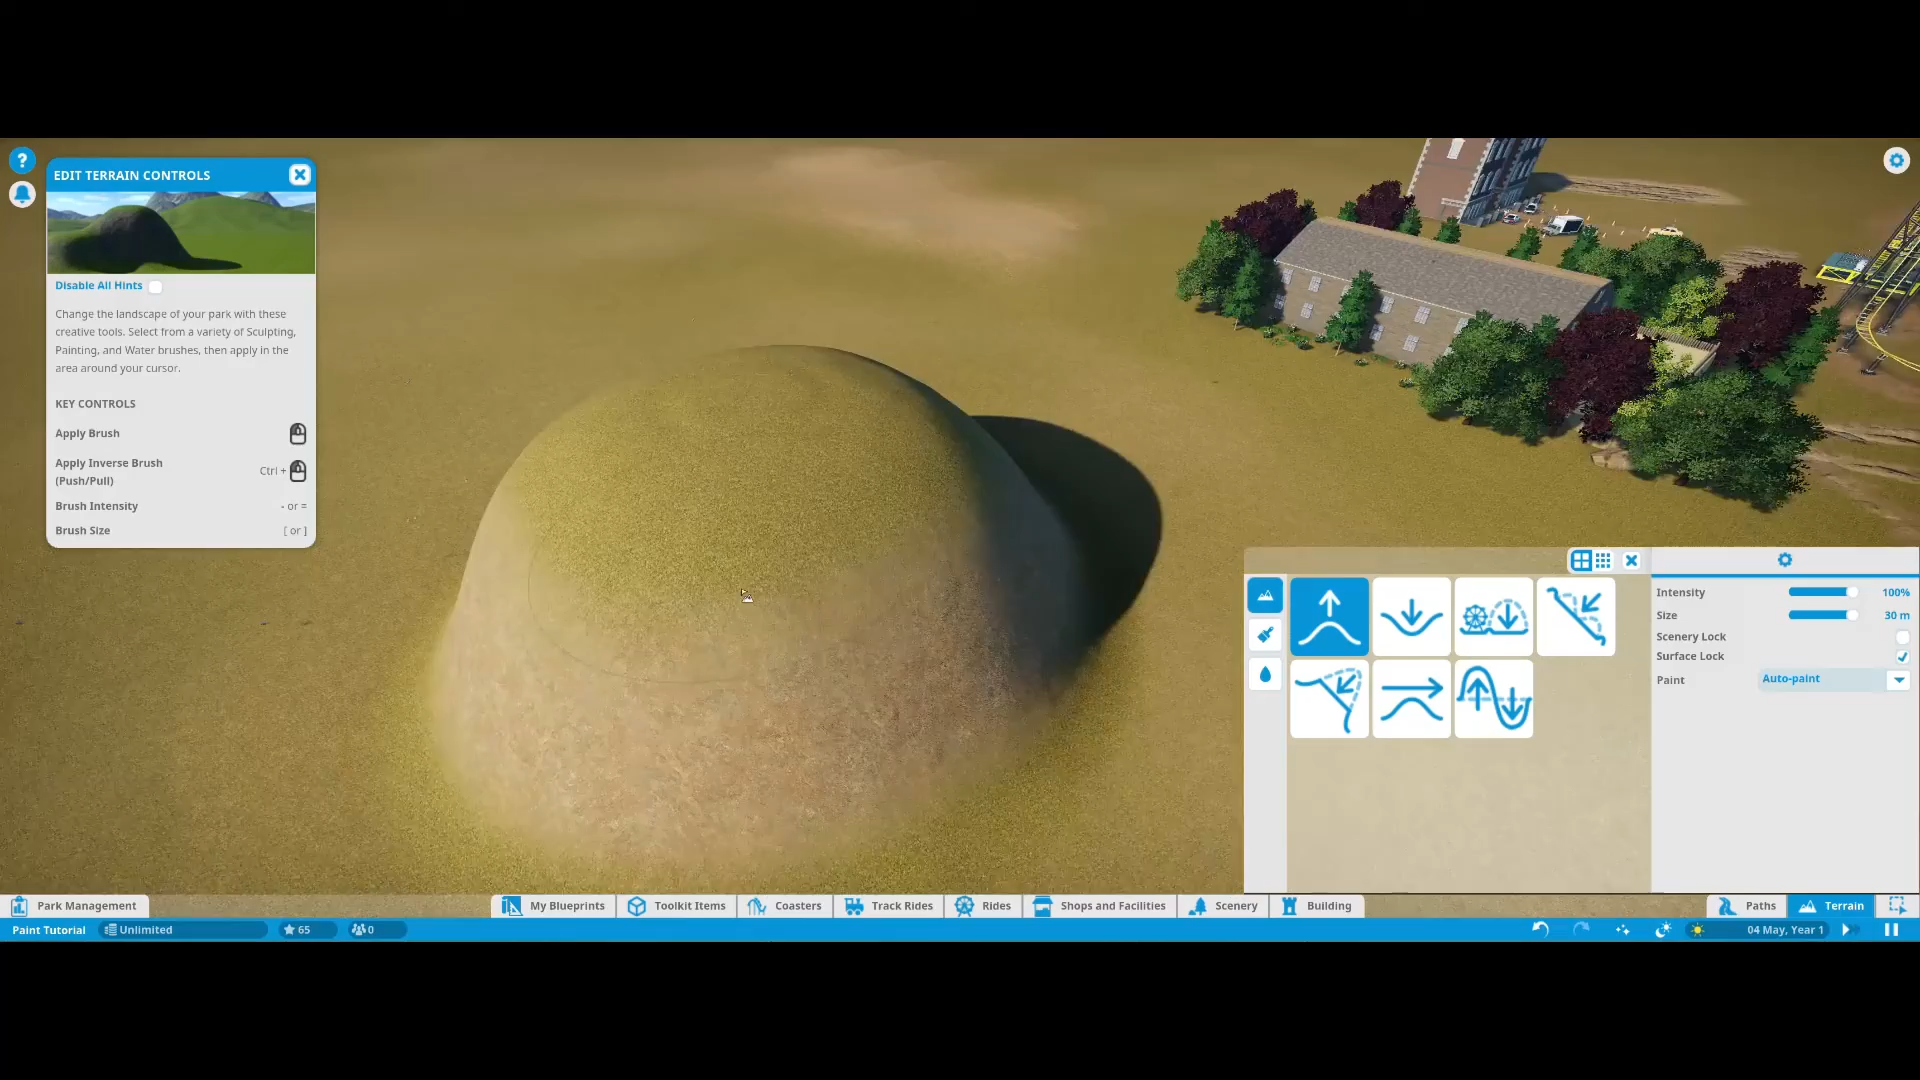 ?
EDIT TERRAIN CONTROLS
Disable All Hints
Change the landscape of your park with these
creative tools. Select from a variety of Sculpting,
Painting, and Water brushes, then apply in the
area around your cursor.
KEY CONTROLS
Apply Brush
Apply Inverse Brush
(Push/Pull)
Ctrl +
Brush Intensity - or =
Brush Size [ or ]
Intensity 100%
Size 30 m
Scenery Lock
Surface Lock
Paint Auto-paint
Park Management
My Blueprints
Toolkit Items
Coasters
Track Rides
Rides
Shops and Facilities
Scenery
Building
Paths
Terrain
Paint Tutorial
Unlimited
65
0
04 May, Year 1